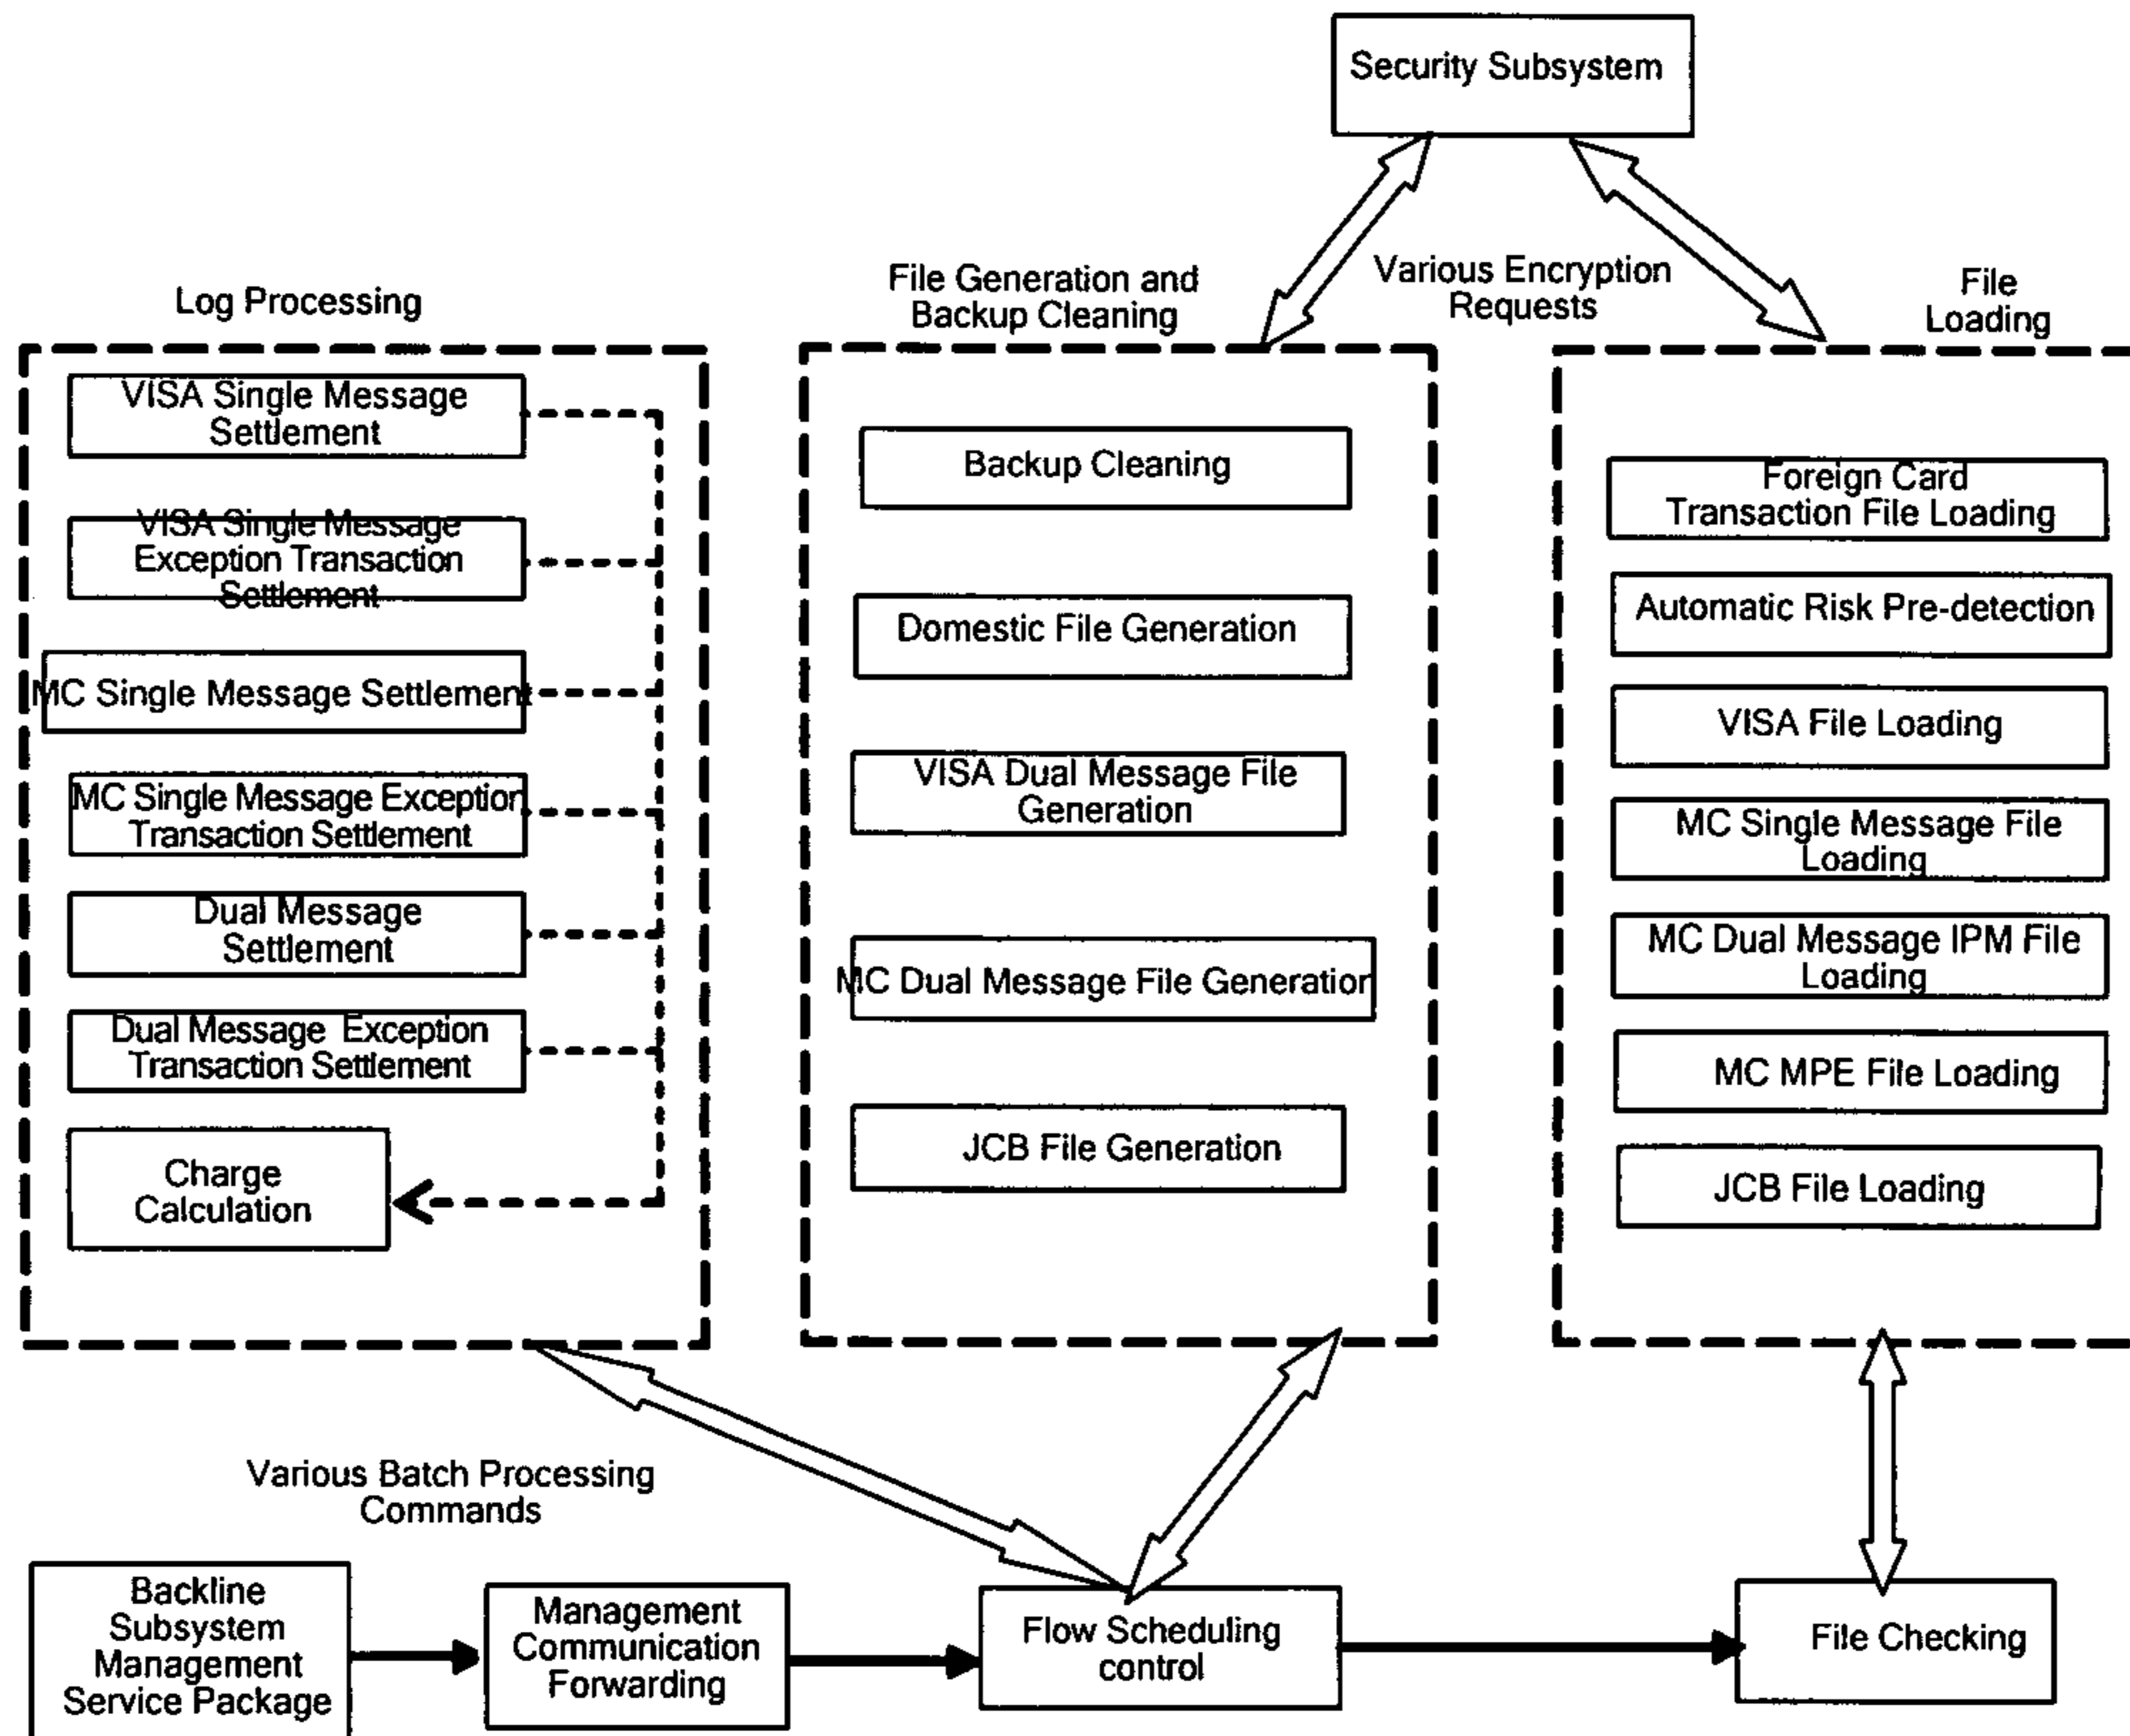 Security Subsystem
Various Encryption
Requests
Log Processing
VISA Single Message
Settlement
VISA Single Message
Exception Transaction
Settlement
MC Single Message Settlement
MC Single Message Exception
Transaction Settlement
Dual Message
Settlement
Dual Message Exception
Transaction Settlement
Charge
Calculation
File Generation and
Backup Cleaning
Backup Cleaning
Domestic File Generation
VISA Dual Message File
Generation
MC Dual Message File Generation
JCB File Generation
File
Loading
Foreign Card
Transaction File Loading
Automatic Risk Pre-detection
VISA File Loading
MC Single Message File
Loading
MC Dual Message IPM File
Loading
MC MPE File Loading
JCB File Loading
Various Batch Processing
Commands
Backline
Subsystem
Management
Service Package
Management
Communication
Forwarding
Flow Scheduling
control
File Checking